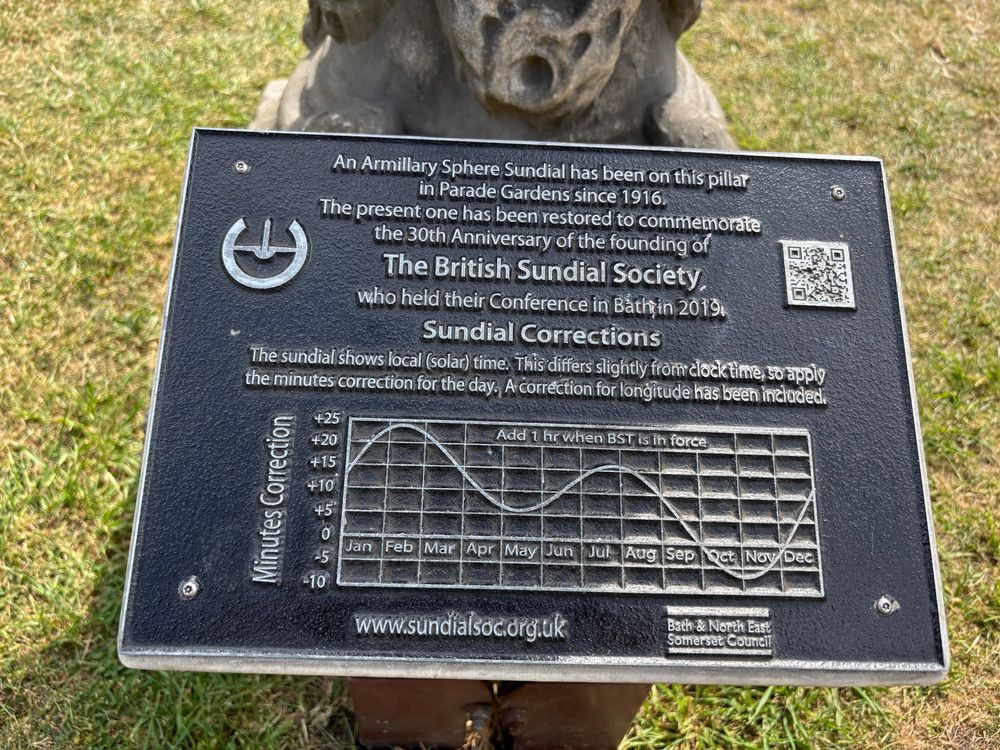 An Armillary Sphere Sundial has been on this pillar
in Parade Gardens since 1916.
The present one has been restored to commemorate
the 30th Anniversary of the founding of
The British Sundial Society
who held their Conference in Bath in 2019.
Sundial Corrections
The sundial shows local (solar) time. This differs slightly from clock time, so apply
the minutes correction for the day. A correction for longitude has been included.
Minutes Correction
+25
+20
+15
+10
+5
0
-5
-10
Add 1 hr when BST is in force
Jan Feb Mar Apr May Jun Jul Aug Sep Oct Nov Dec
www.sundialsoc.org.uk
Bath & North East
Somerset Council